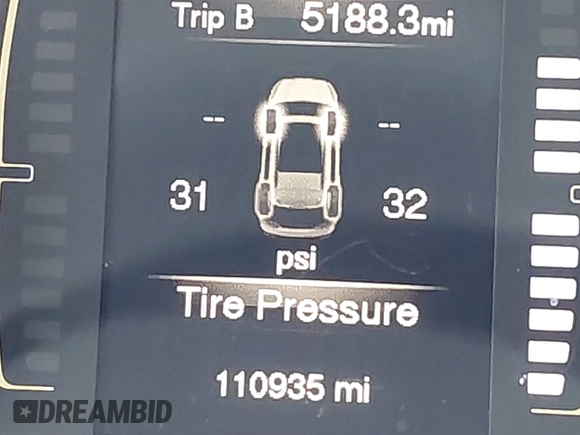 Trip B 5188.3mi
-- --
31 32
psi
Tire Pressure
110935 mi
DREAMBID